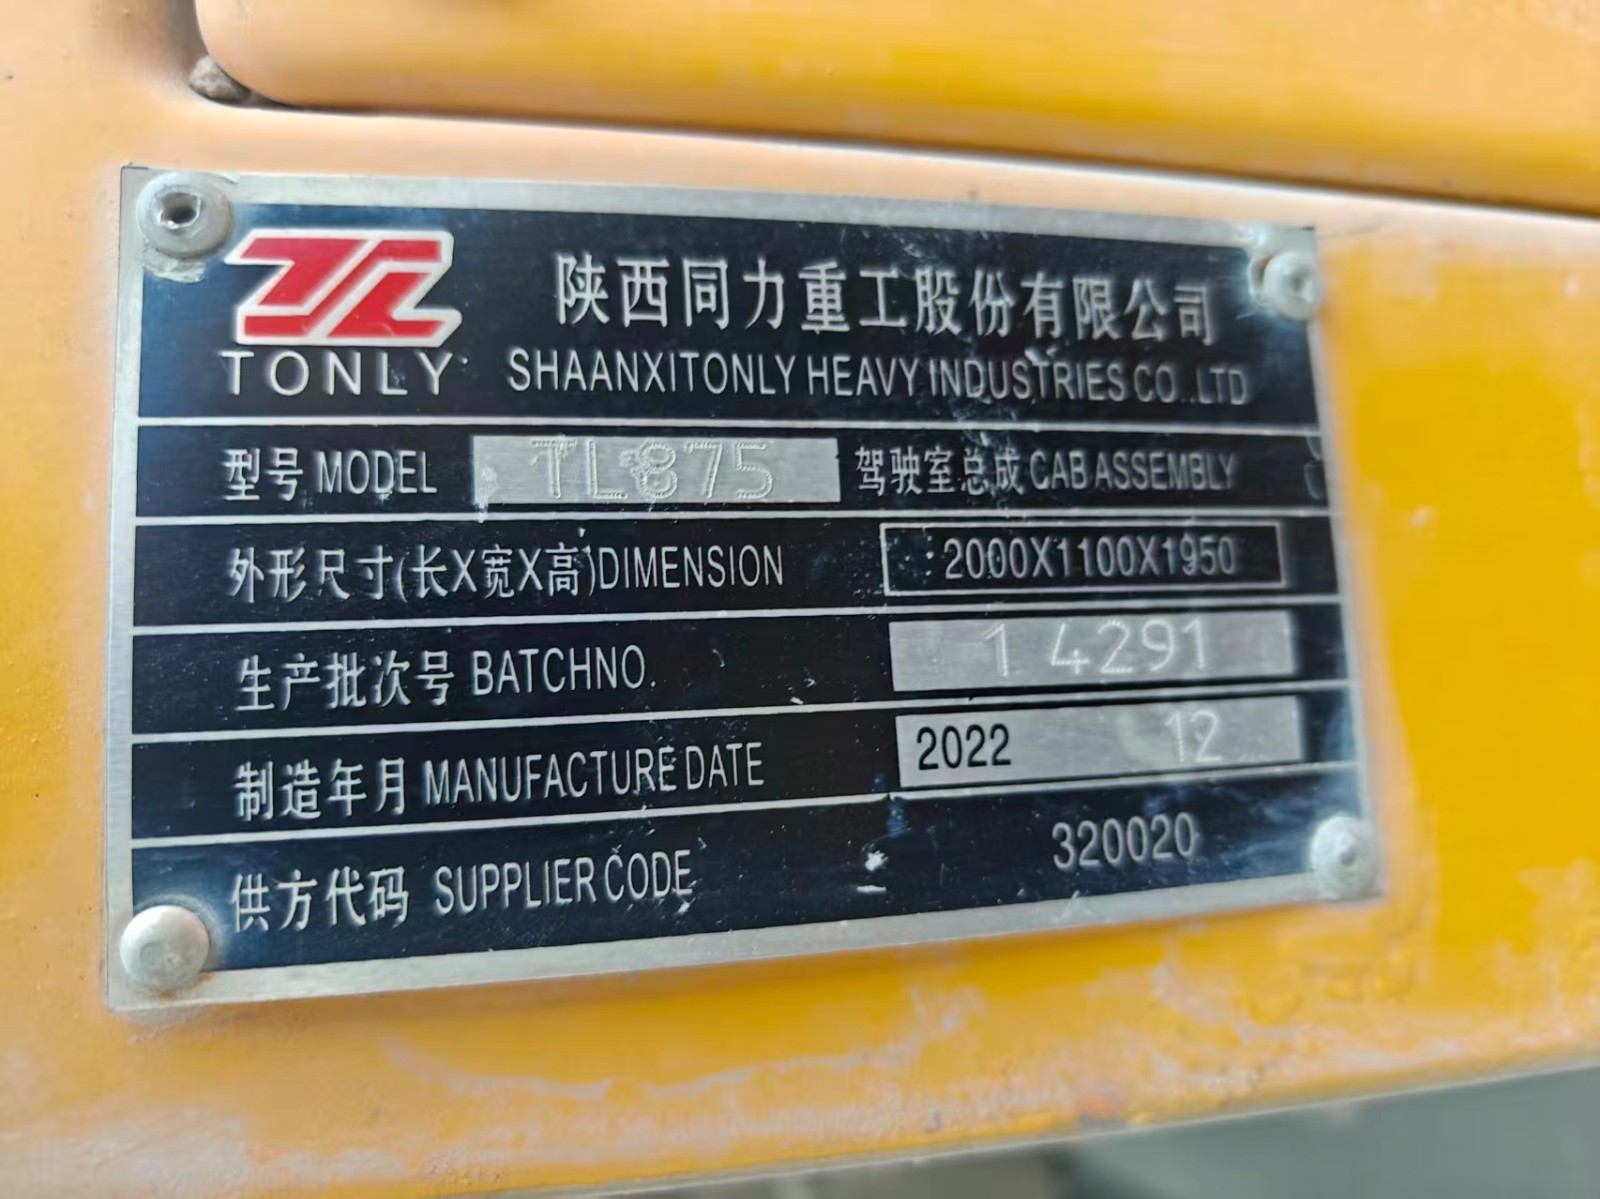 TONLY
陕西同力重工股份有限公司
SHAANXITONLY HEAVY INDUSTRIES CO.,LTD
型号 MODEL TL875 驾驶室总成 CAB ASSEMBLY
外形尺寸(长X宽X高)DIMENSION 2000X1100X1950
生产批次号 BATCHNO. 1 4291
制造年月 MANUFACTURE DATE 2022 12
供方代码 SUPPLIER CODE 320020